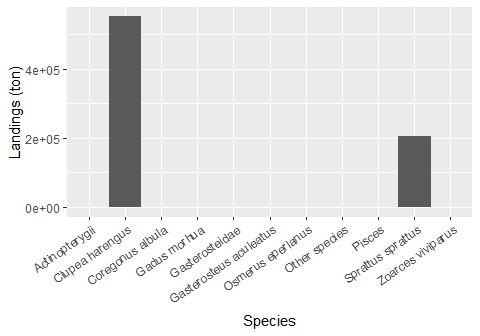 Landings (ton)
4e+05
2e+05
0e+00
Actinopterygii
Clupea harengus
Coregonus albula
Gadus morhua
Gasterosteidae
Gasterosteus aculeatus
Osmerus eperlanus
Other species
Pisces
Sprattus sprattus
Zoarces viviparus
Species